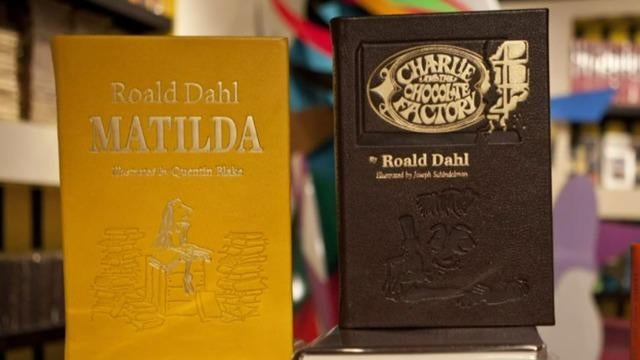 Roald Dahl
MATILDA
Illustrated by Quentin Blake
CHARLIE
AND THE
CHOCOLATE
FACTORY
By Roald Dahl
Illustrated by Joseph Schindelman